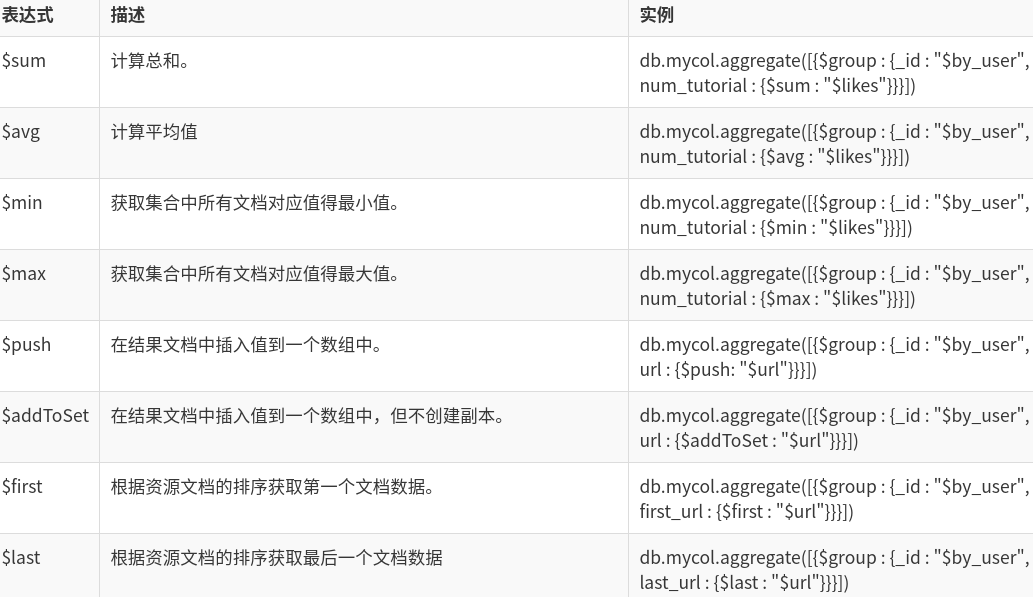 表达式 描述 实例
$sum 计算总和。 db.mycol.aggregate([{$group : {_id : "$by_user",
num_tutorial : {$sum : "$likes"}}}])
$avg 计算平均值 db.mycol.aggregate([{$group : {_id : "$by_user",
num_tutorial : {$avg : "$likes"}}}])
$min 获取集合中所有文档对应值得最小值。 db.mycol.aggregate([{$group : {_id : "$by_user",
num_tutorial : {$min : "$likes"}}}])
$max 获取集合中所有文档对应值得最大值。 db.mycol.aggregate([{$group : {_id : "$by_user",
num_tutorial : {$max : "$likes"}}}])
$push 在结果文档中插入值到一个数组中。 db.mycol.aggregate([{$group : {_id : "$by_user",
url : {$push: "$url"}}}])
$addToSet 在结果文档中插入值到一个数组中，但不创建副本。 db.mycol.aggregate([{$group : {_id : "$by_user",
url : {$addToSet : "$url"}}}])
$first 根据资源文档的排序获取第一个文档数据。 db.mycol.aggregate([{$group : {_id : "$by_user",
first_url : {$first : "$url"}}}])
$last 根据资源文档的排序获取最后一个文档数据 db.mycol.aggregate([{$group : {_id : "$by_user",
last_url : {$last : "$url"}}}])